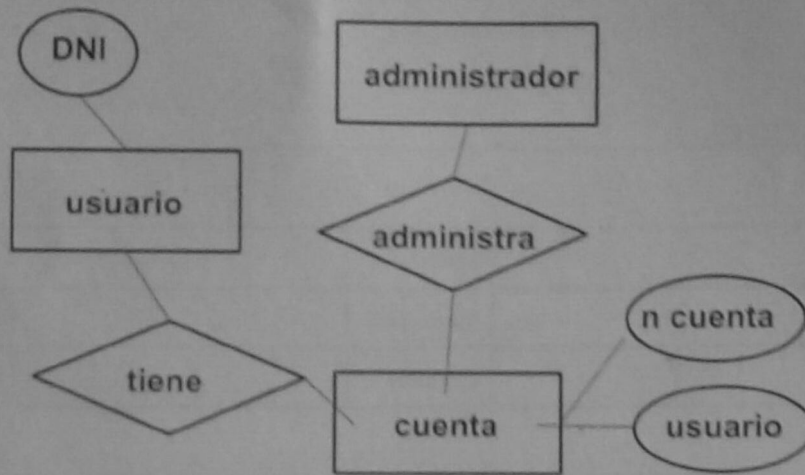 DNI
administrador
usuario
administra
n cuenta
tiene
cuenta
usuario